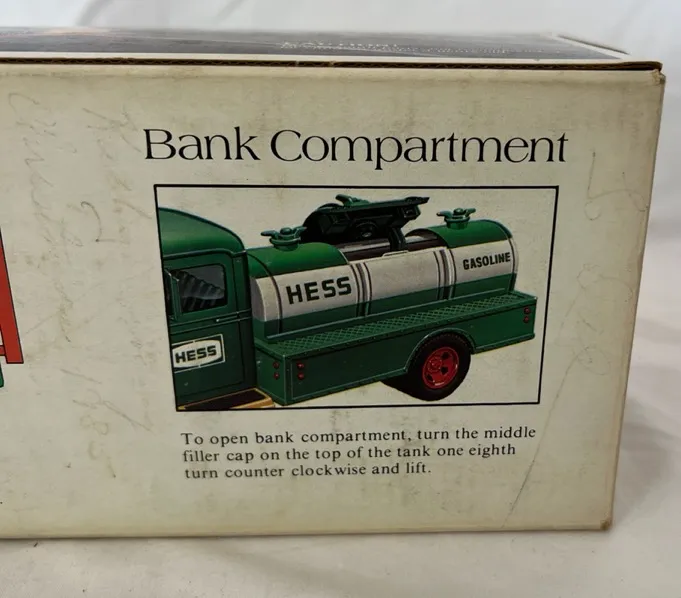 Bank Compartment
HESS
GASOLINE
HESS
To open bank compartment, turn the middle
filler cap on the top of the tank one eighth
turn counter clockwise and lift.